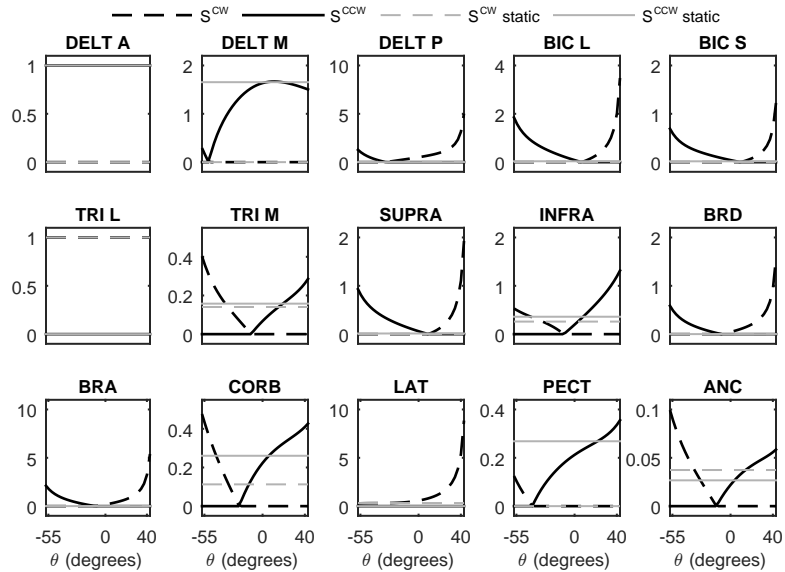 S^CW S^CCW S^CW static S^CCW static
DELT A DELT M DELT P BIC L BIC S
1 2 10 4 2
0.5 1 5 2 1
0 0 0 0 0
TRI L TRI M SUPRA INFRA BRD
1 0.4 2 2 2
0.5 0.2 1 1 1
0 0 0 0 0
BRA CORB LAT PECT ANC
10 0.4 10 0.4 0.1
5 0.2 5 0.2 0.05
0 0 0 0 0
-55 0 40 -55 0 40 -55 0 40 -55 0 40 -55 0 40
θ (degrees) θ (degrees) θ (degrees) θ (degrees) θ (degrees)